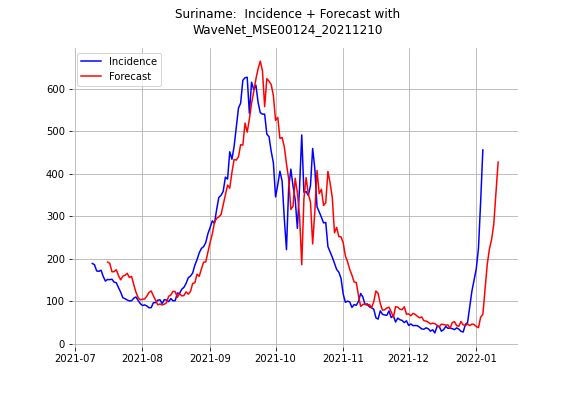 Suriname:  Incidence + Forecast with
WaveNet_MSE00124_20211210
Incidence
Forecast
600
500
400
300
200
100
0
2021-07 2021-08 2021-09 2021-10 2021-11 2021-12 2022-01